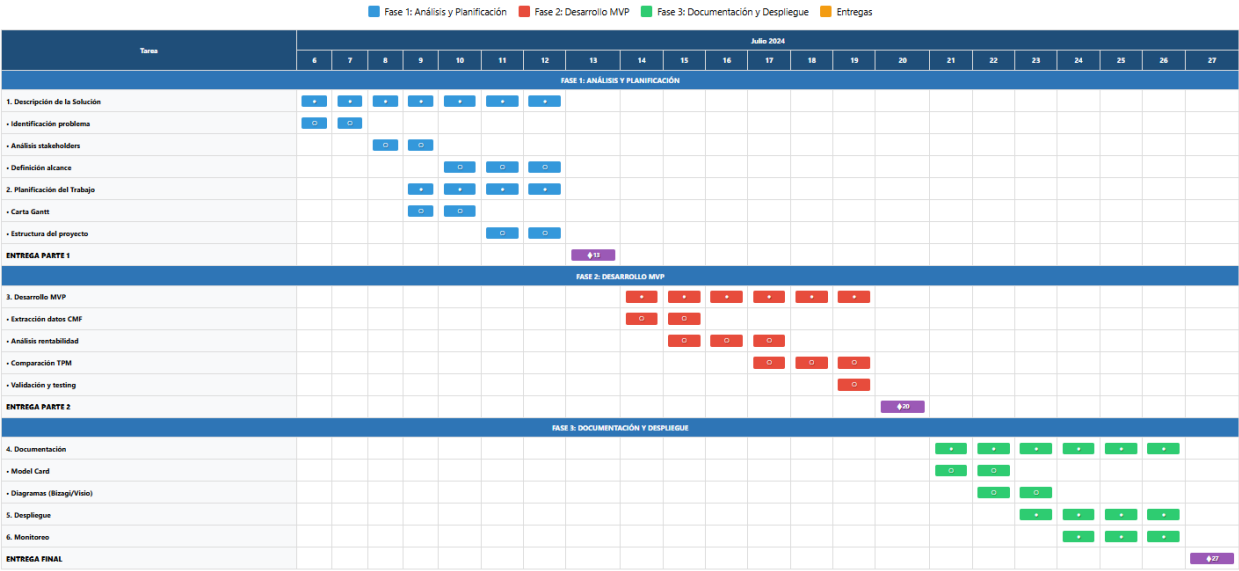 Fase 1: Análisis y Planificación Fase 2: Desarrollo MVP Fase 3: Documentación y Despliegue Entregas
Tarea Julio 2024
6 7 8 9 10 11 12 13 14 15 16 17 18 19 20 21 22 23 24 25 26 27
FASE 1: ANÁLISIS Y PLANIFICACIÓN
1. Descripción de la Solución
• Identificación problema
• Análisis stakeholders
• Definición alcance
2. Planificación del Trabajo
• Carta Gantt
• Estructura del proyecto
ENTREGA PARTE 1 ♦13
FASE 2: DESARROLLO MVP
3. Desarrollo MVP
• Extracción datos CMF
• Análisis rentabilidad
• Comparación TPM
• Validación y testing
ENTREGA PARTE 2 ♦20
FASE 3: DOCUMENTACIÓN Y DESPLIEGUE
4. Documentación
• Model Card
• Diagramas (Bizagi/Visio)
5. Despliegue
6. Monitoreo
ENTREGA FINAL ♦27